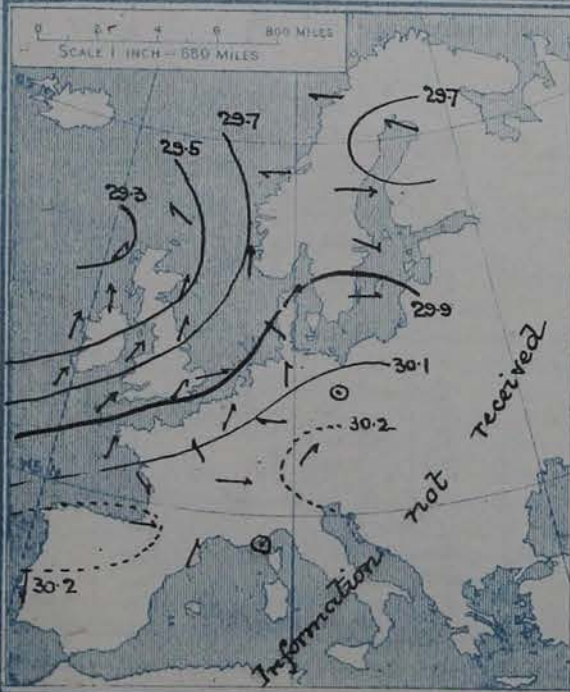 0 2 4 6 800 MILES
SCALE 1 INCH = 680 MILES
29.7
29.7
29.5
29.3
29.9
30.1
30.2
30.2
Information not received